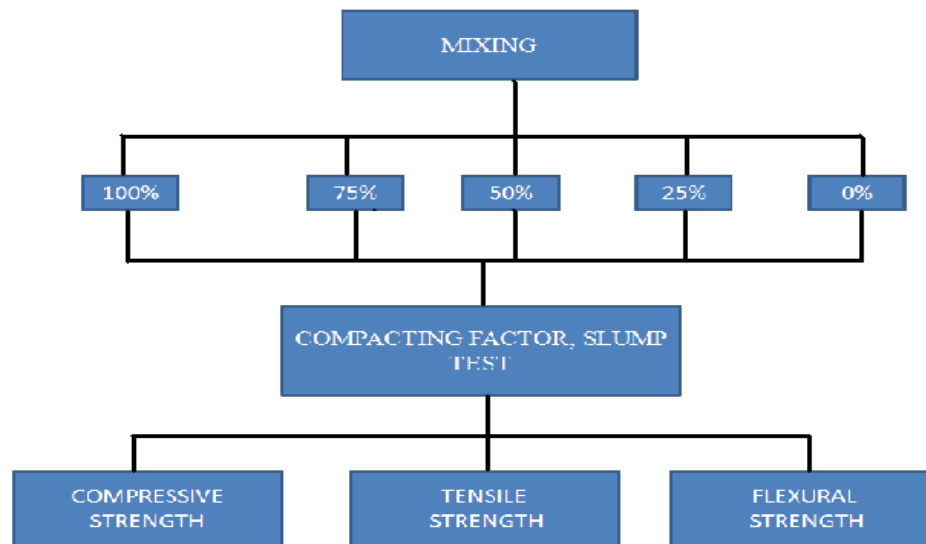 MIXING
100%
75%
50%
25%
0%
COMPACTING FACTOR, SLUMP
TEST
COMPRESSIVE
STRENGTH
TENSILE
STRENGTH
FLEXURAL
STRENGTH